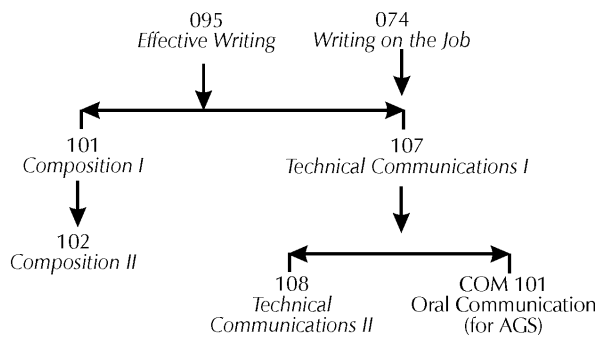 095
Effective Writing
074
Writing on the Job
101
Composition I
107
Technical Communications I
102
Composition II
108
Technical
Communications II
COM 101
Oral Communication
(for AGS)